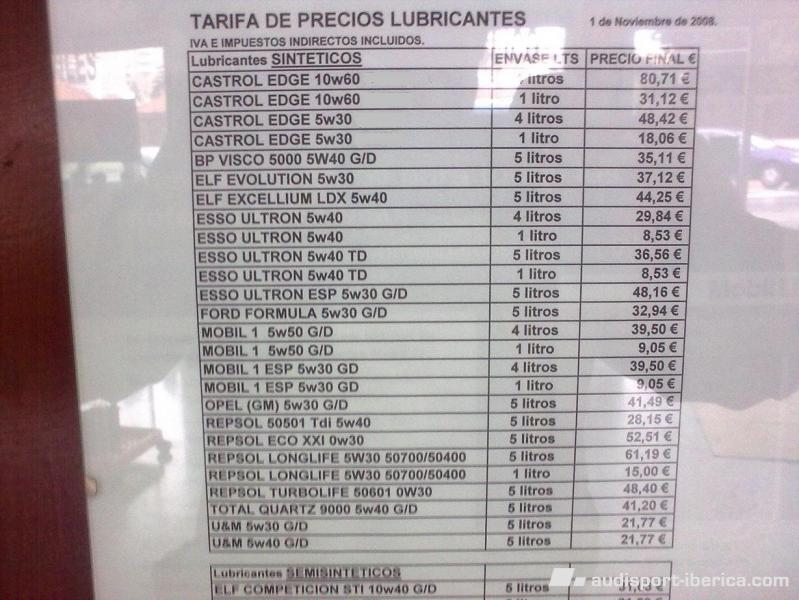 TARIFA DE PRECIOS LUBRICANTES 1 de Noviembre de 2008.
IVA E IMPUESTOS INDIRECTOS INCLUIDOS.
Lubricantes SINTETICOS ENVASE LTS PRECIO FINAL €
CASTROL EDGE 10w60 litros 80,71 €
CASTROL EDGE 10w60 1 litro 31,12 €
CASTROL EDGE 5w30 4 litros 48,42 €
CASTROL EDGE 5w30 1 litro 18,06 €
BP VISCO 5000 5W40 G/D 5 litros 35,11 €
ELF EVOLUTION 5w30 5 litros 37,12 €
ELF EXCELLIUM LDX 5w40 5 litros 44,25 €
ESSO ULTRON 5w40 4 litros 29,84 €
ESSO ULTRON 5w40 1 litro 8,53 €
ESSO ULTRON 5w40 TD 5 litros 36,56 €
ESSO ULTRON 5w40 TD 1 litro 8,53 €
ESSO ULTRON ESP 5w30 G/D 5 litros 48,16 €
FORD FORMULA 5w30 G/D 5 litros 32,94 €
MOBIL 1 5w50 G/D 4 litros 39,50 €
MOBIL 1 5w50 G/D 1 litro 9,05 €
MOBIL 1 ESP 5w30 GD 4 litros 39,50 €
MOBIL 1 ESP 5w30 GD 1 litro 9,05 €
OPEL (GM) 5w30 G/D 5 litros 41,49 €
REPSOL 50501 Tdi 5w40 5 litros 28,15 €
REPSOL ECO XXI 0w30 5 litros 52,51 €
REPSOL LONGLIFE 5W30 50700/50400 5 litros 61,19 €
REPSOL LONGLIFE 5W30 50700/50400 1 litro 15,00 €
REPSOL TURBOLIFE 50601 0W30 5 litros 48,40 €
TOTAL QUARTZ 9000 5w40 G/D 5 litros 41,20 €
U&M 5w30 G/D 5 litros 21,77 €
U&M 5w40 G/D 5 litros 21,77 €
Lubricantes SEMISINTETICOS
ELF COMPETICION STI 10w40 G/D 5 litros
audisport-iberica.com